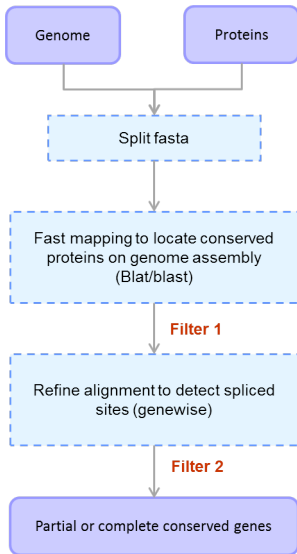 Genome
Proteins
Split fasta
Fast mapping to locate conserved
proteins on genome assembly
(Blat/blast)
Filter 1
Refine alignment to detect spliced
sites (genewise)
Filter 2
Partial or complete conserved genes